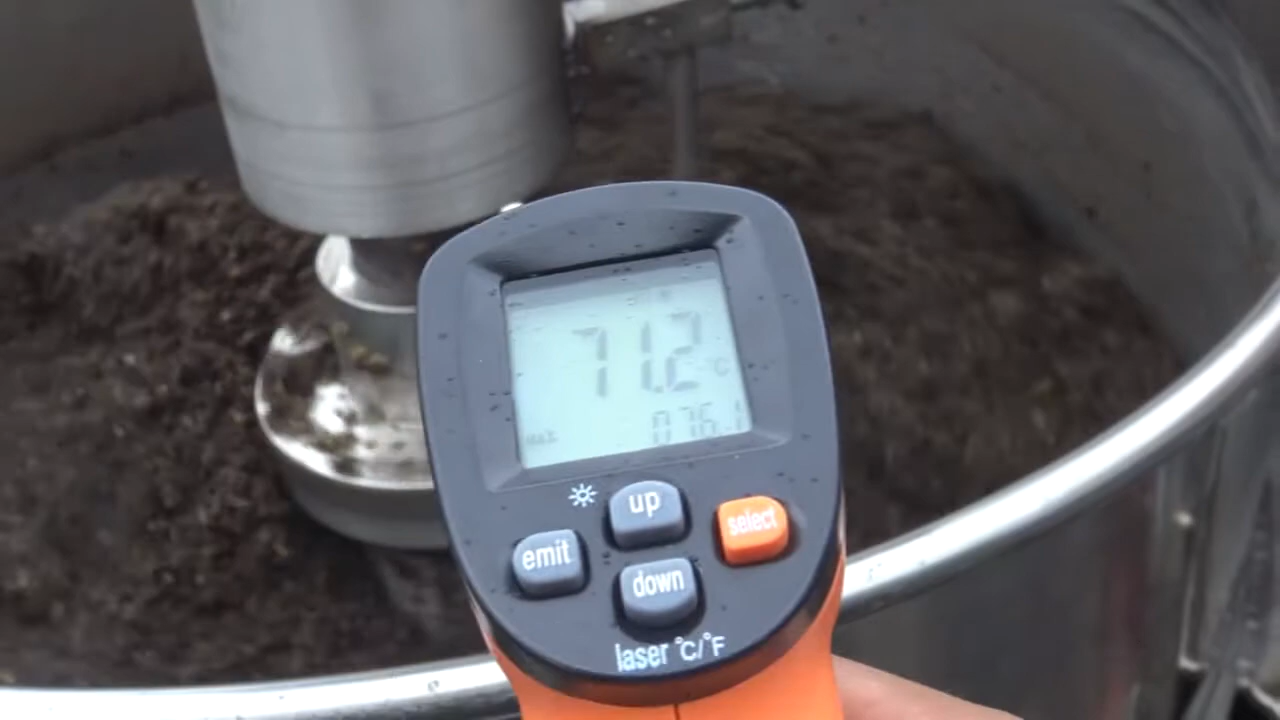 71.2 °C
MAX 076.1
up
select
emit
down
laser °C/°F